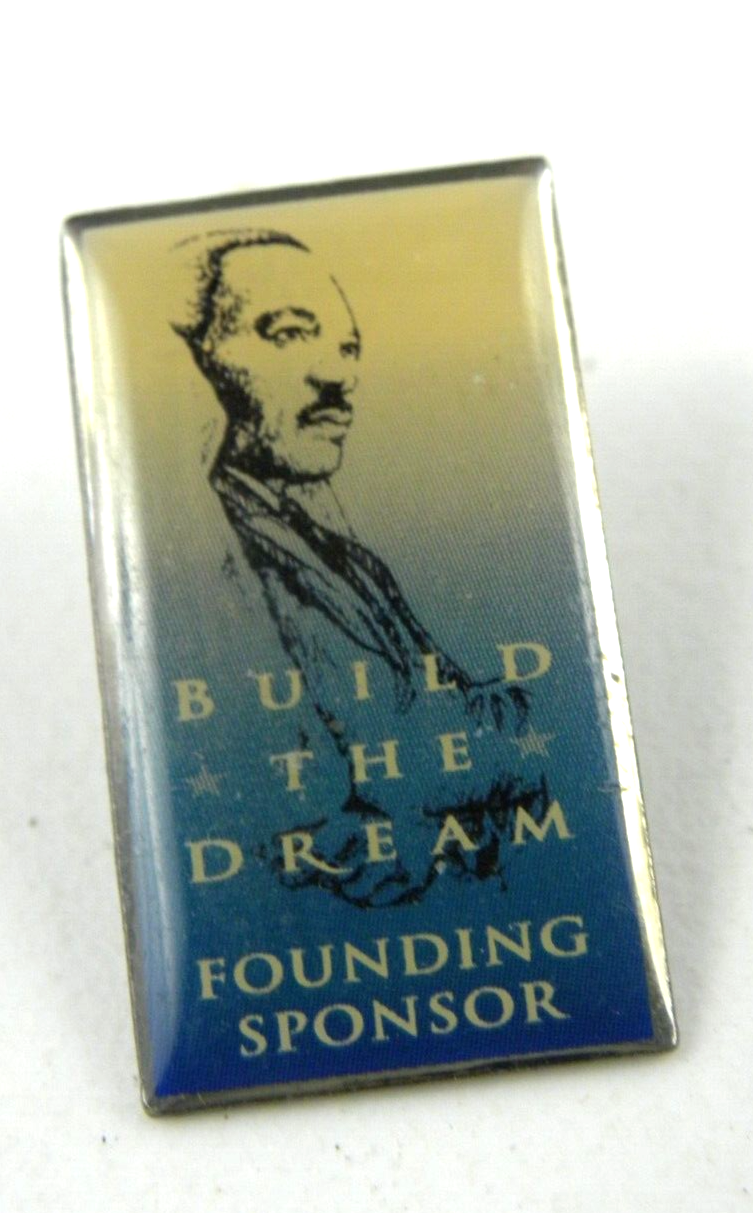 BUILD
THE
DREAM
FOUNDING
SPONSOR